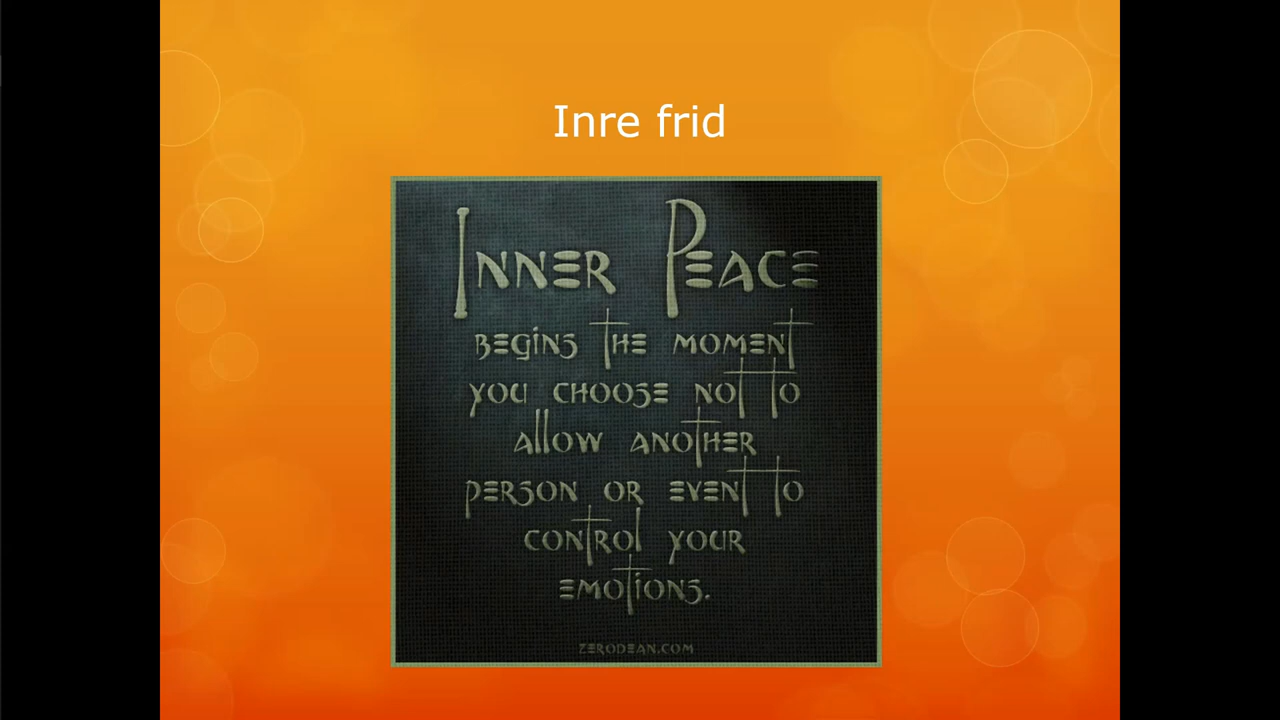 Inre frid
INNER PEACE
BEGINS THE MOMENT
YOU CHOOSE NOT TO
ALLOW ANOTHER
PERSON OR EVENT TO
CONTROL YOUR
EMOTIONS.
ZERODEAN.COM